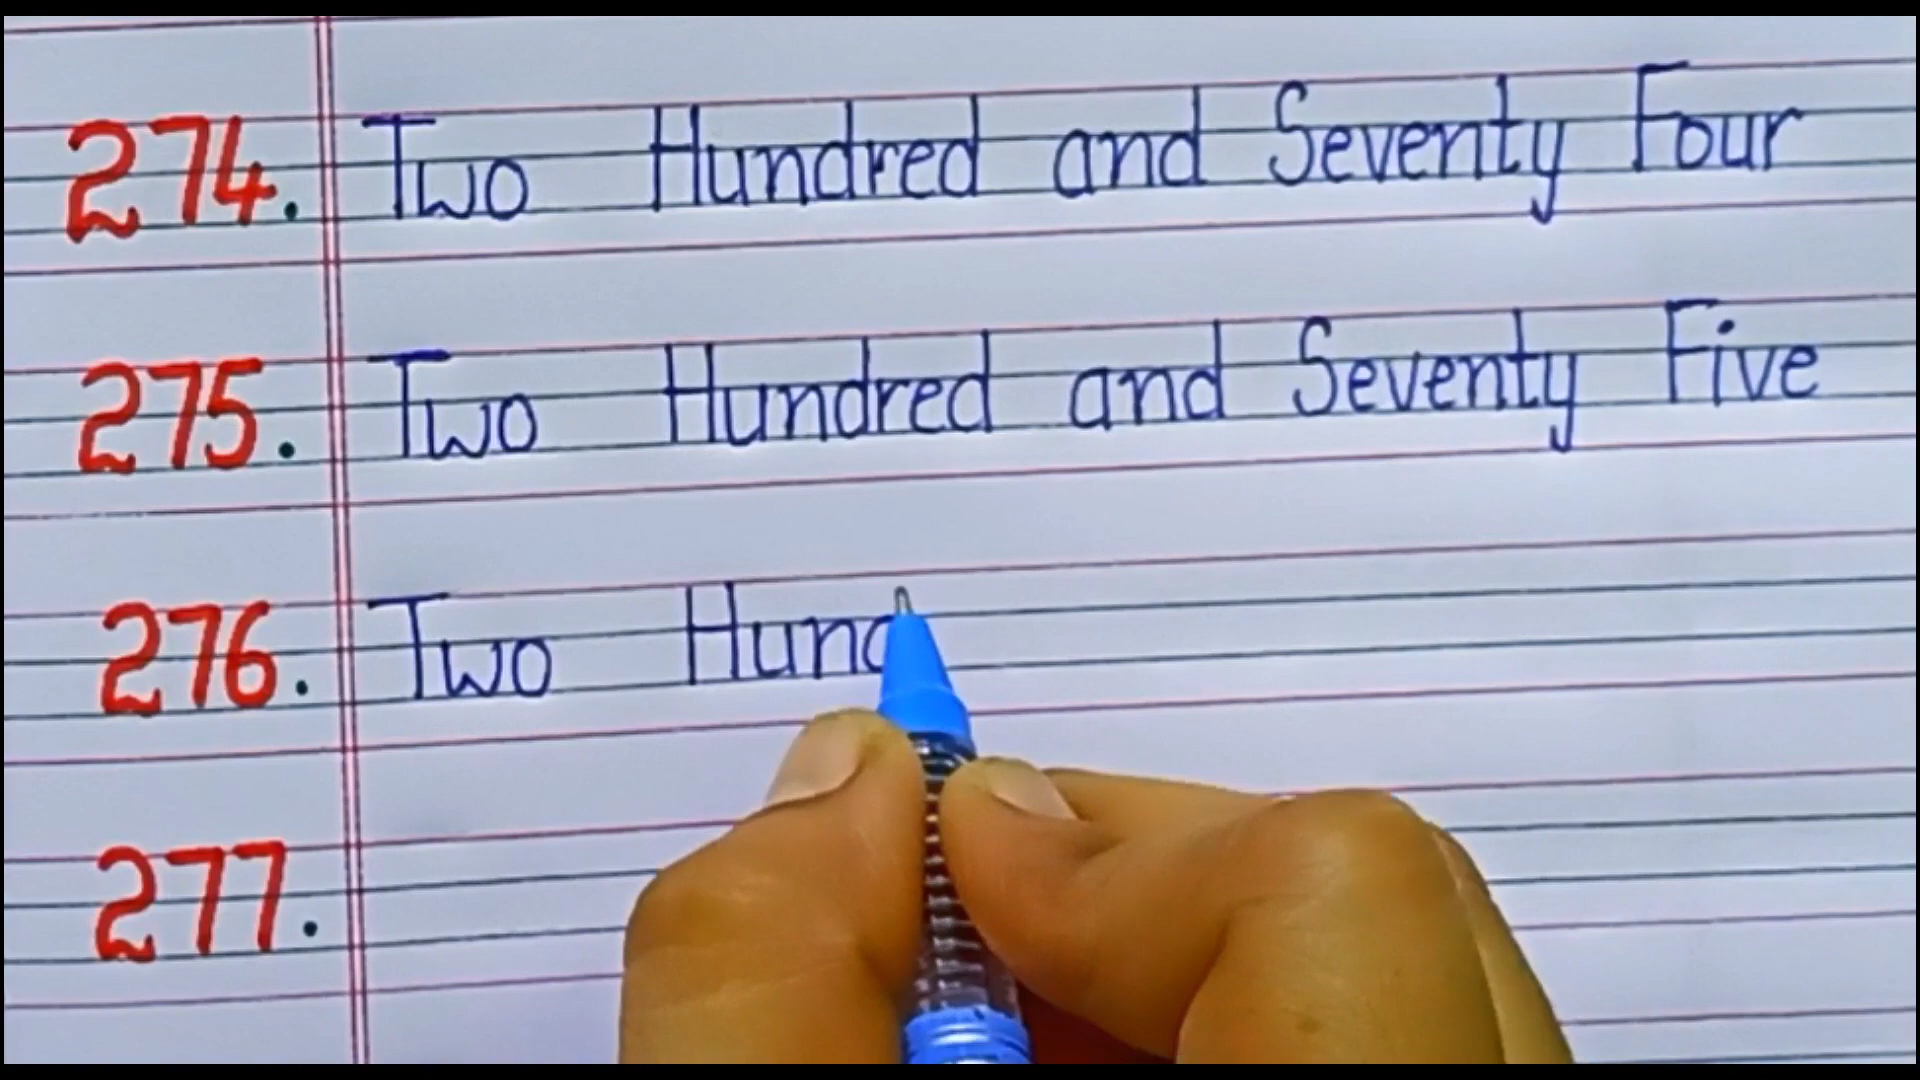 274. Two Hundred and Seventy Four
275. Two Hundred and Seventy Five
276. Two Hund
277.